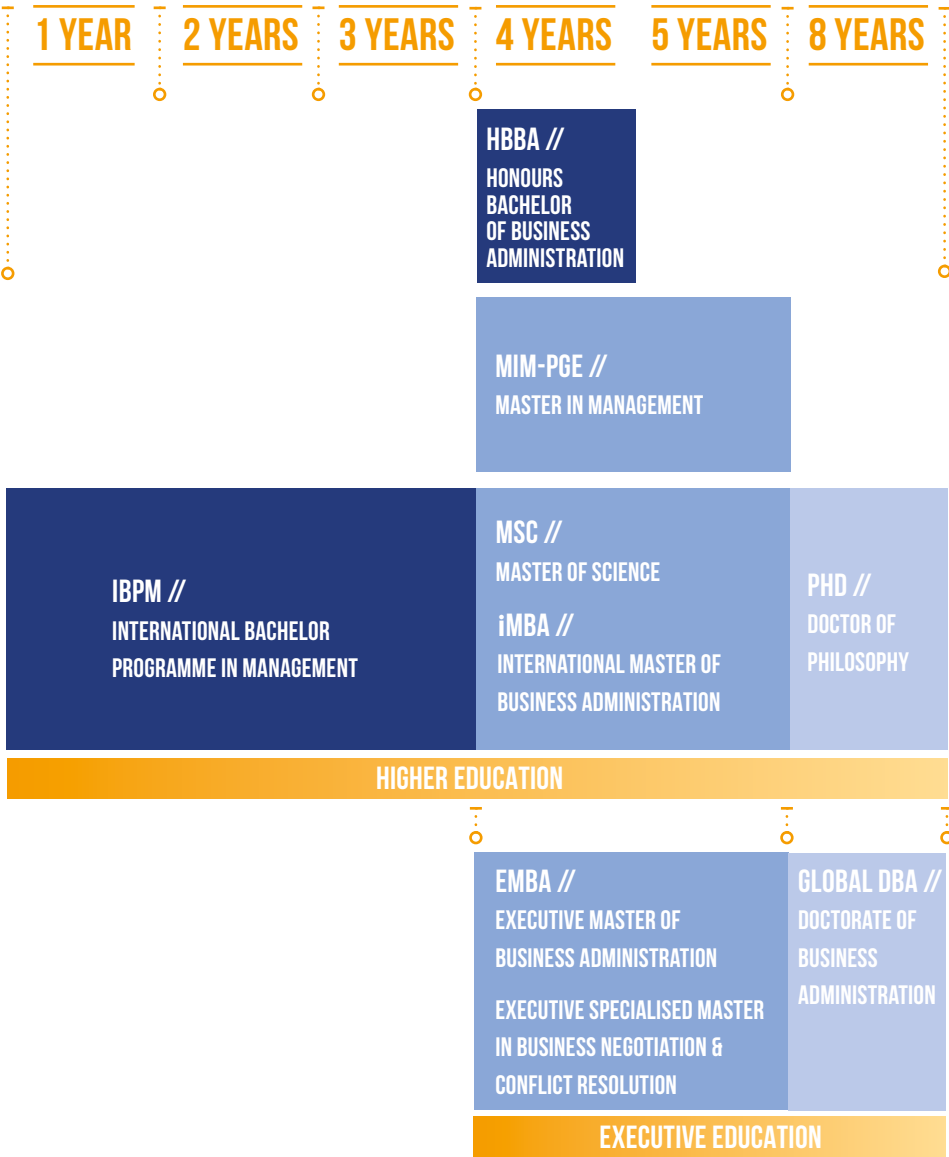 1 YEAR
2 YEARS
3 YEARS
4 YEARS
5 YEARS
8 YEARS
HBBA //
HONOURS
BACHELOR
OF BUSINESS
ADMINISTRATION
MIM-PGE //
MASTER IN MANAGEMENT
IBPM //
INTERNATIONAL BACHELOR
PROGRAMME IN MANAGEMENT
MSC //
MASTER OF SCIENCE
iMBA //
INTERNATIONAL MASTER OF
BUSINESS ADMINISTRATION
PHD //
DOCTOR OF
PHILOSOPHY
HIGHER EDUCATION
EMBA //
EXECUTIVE MASTER OF
BUSINESS ADMINISTRATION
EXECUTIVE SPECIALISED MASTER
IN BUSINESS NEGOTIATION &
CONFLICT RESOLUTION
GLOBAL DBA //
DOCTORATE OF
BUSINESS
ADMINISTRATION
EXECUTIVE EDUCATION